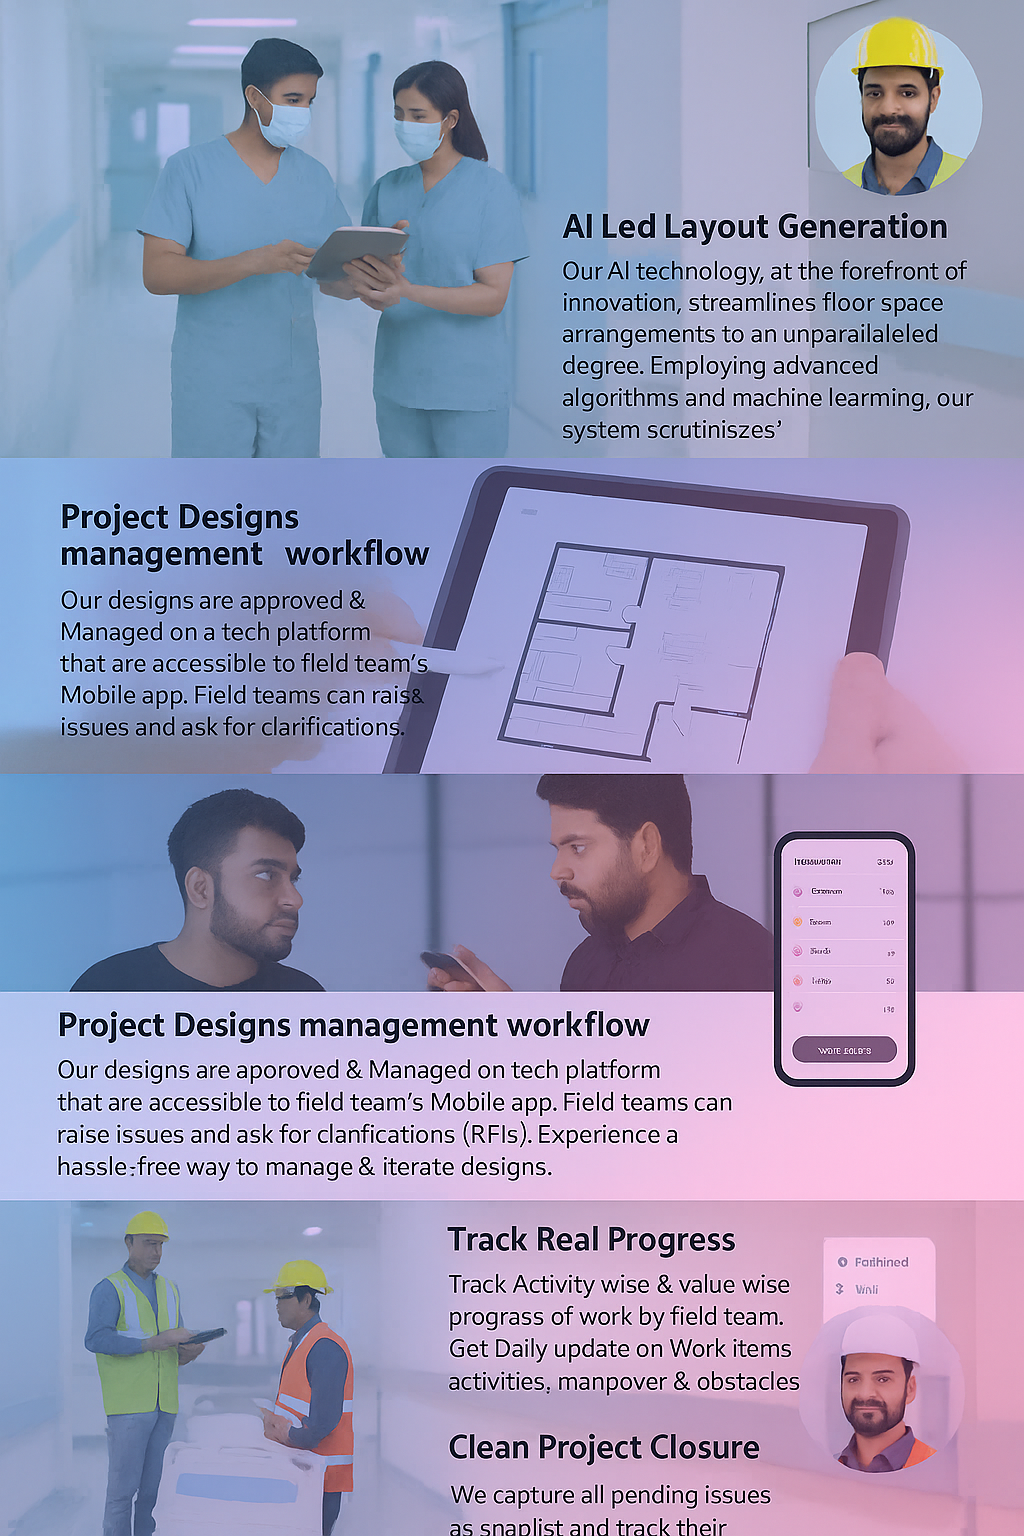 AI Led Layout Generation
Our AI technology, at the forefront of
innovation, streamlines floor space
arrangements to an unparailaleled
degree. Employing advanced
algorithms and machine learming, our
system scrutiniszes’
Project Designs
management workflow
Our designs are approved &
Managed on a tech platform
that are accessible to fleld team’s
Mobile app. Field teams can rais&
issues and ask for clarifications.
Project Designs management workflow
Our designs are aporoved & Managed on tech platform
that are accessible to field team’s Mobile app. Field teams can
raise issues and ask for clanfications (RFIs). Experience a
hassle-free way to manage & iterate designs.
Track Real Progress
Track Activity wise & value wise
prograss of work by field team.
Get Daily update on Work items
activities, manpover & obstacles
Fathined
Clean Project Closure
We capture all pending issues
as snaplist and track their